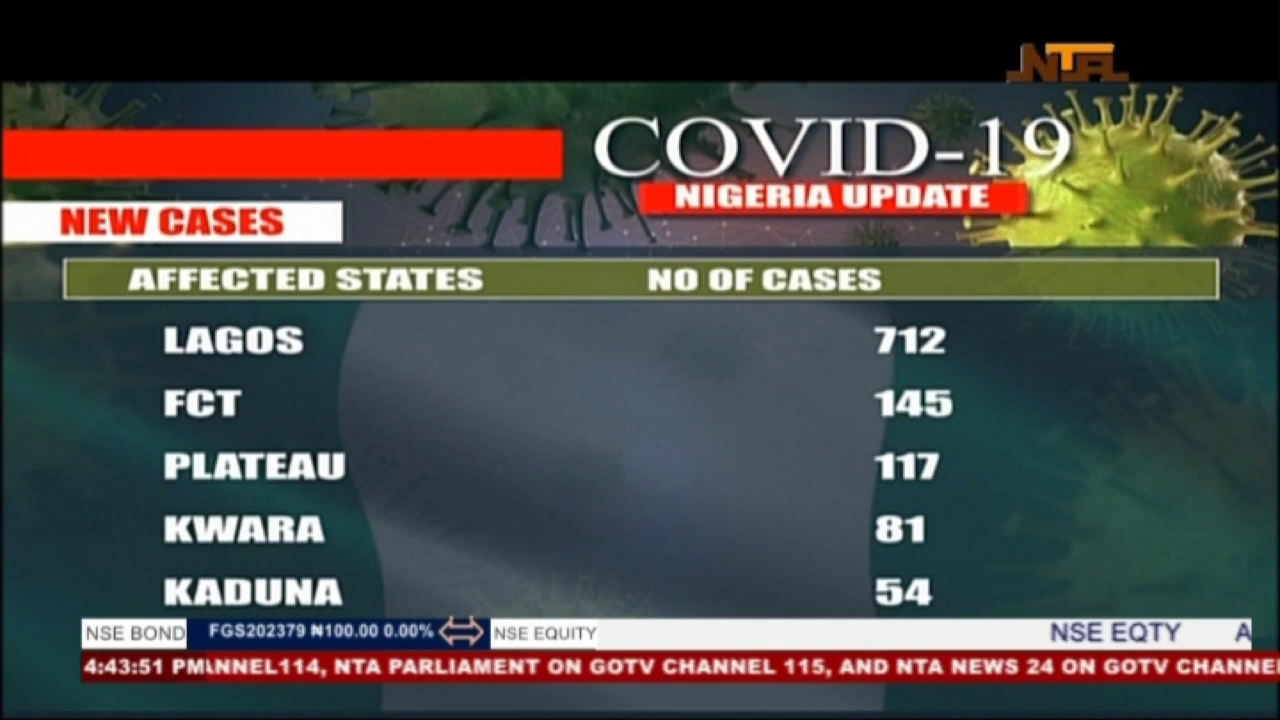 NTA
COVID-19
NIGERIA UPDATE
NEW CASES
AFFECTED STATES NO OF CASES
LAGOS 712
FCT 145
PLATEAU 117
KWARA 81
KADUNA 54
NSE BOND FGS202379 ₦100.00 0.00% NSE EQUITY NSE EQTY A
4:43:51 PM ANNEL114, NTA PARLIAMENT ON GOTV CHANNEL 115, AND NTA NEWS 24 ON GOTV CHANNE